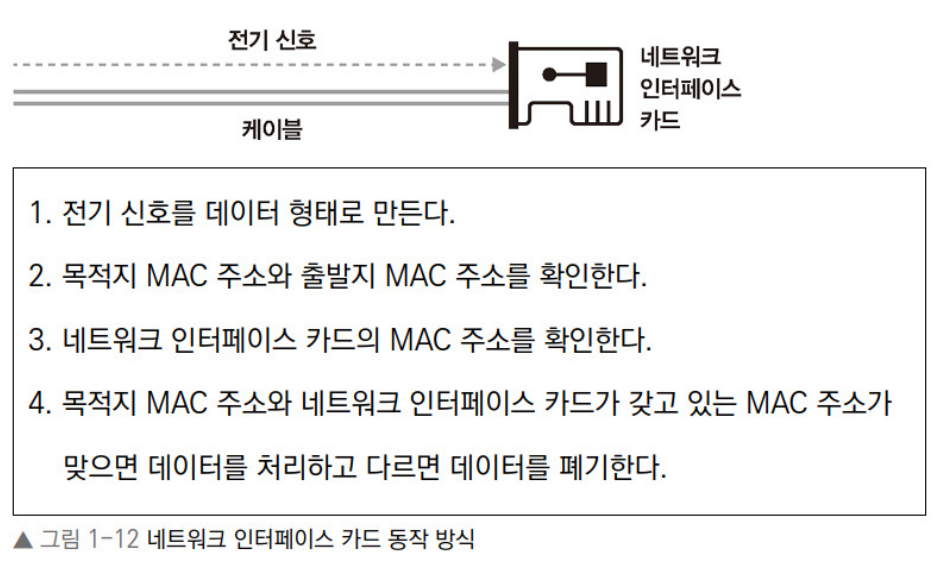 전기 신호
케이블
네트워크
인터페이스
카드
1. 전기 신호를 데이터 형태로 만든다.
2. 목적지 MAC 주소와 출발지 MAC 주소를 확인한다.
3. 네트워크 인터페이스 카드의 MAC 주소를 확인한다.
4. 목적지 MAC 주소와 네트워크 인터페이스 카드가 갖고 있는 MAC 주소가
맞으면 데이터를 처리하고 다르면 데이터를 폐기한다.
▲ 그림 1-12 네트워크 인터페이스 카드 동작 방식